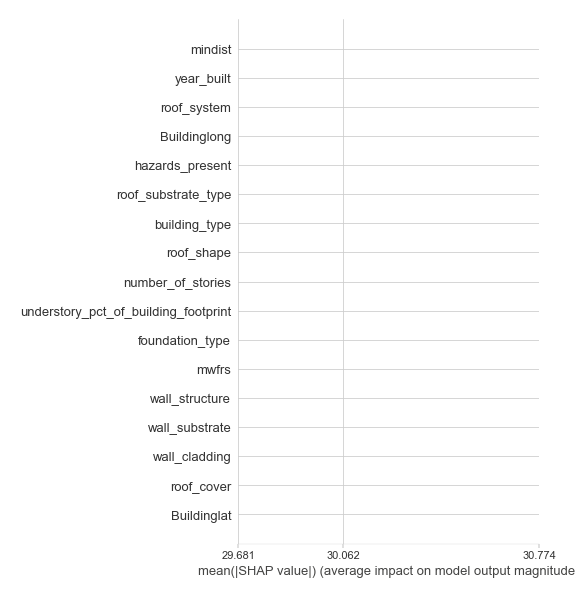 mindist
year_built
roof_system
Buildinglong
hazards_present
roof_substrate_type
building_type
roof_shape
number_of_stories
understory_pct_of_building_footprint
foundation_type
mwfrs
wall_structure
wall_substrate
wall_cladding
roof_cover
Buildinglat
29.681 30.062 30.774
mean(|SHAP value|) (average impact on model output magnitude